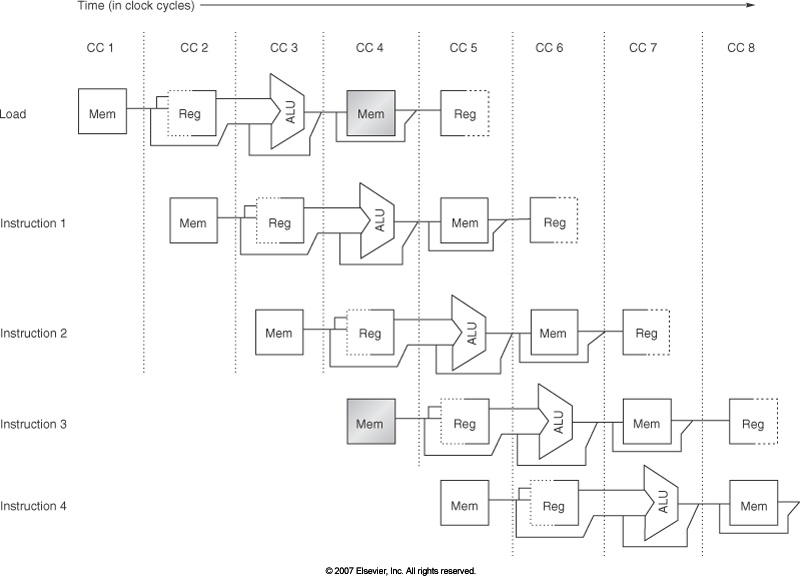 Time (in clock cycles)
CC 1 CC 2 CC 3 CC 4 CC 5 CC 6 CC 7 CC 8
Load Mem Reg ALU Mem Reg
Instruction 1 Mem Reg ALU Mem Reg
Instruction 2 Mem Reg ALU Mem Reg
Instruction 3 Mem Reg ALU Mem Reg
Instruction 4 Mem Reg ALU Mem
© 2007 Elsevier, Inc. All rights reserved.